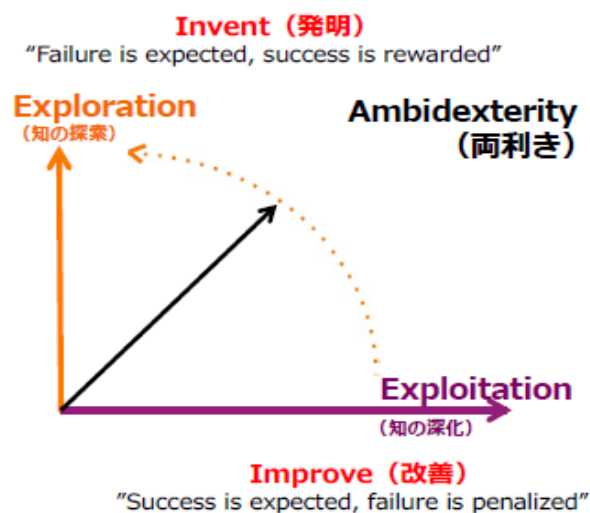 Invent（発明）
“Failure is expected, success is rewarded”
Exploration
（知の探索）
Ambidexterity
（両利き）
Exploitation
（知の深化）
Improve（改善）
”Success is expected, failure is penalized”